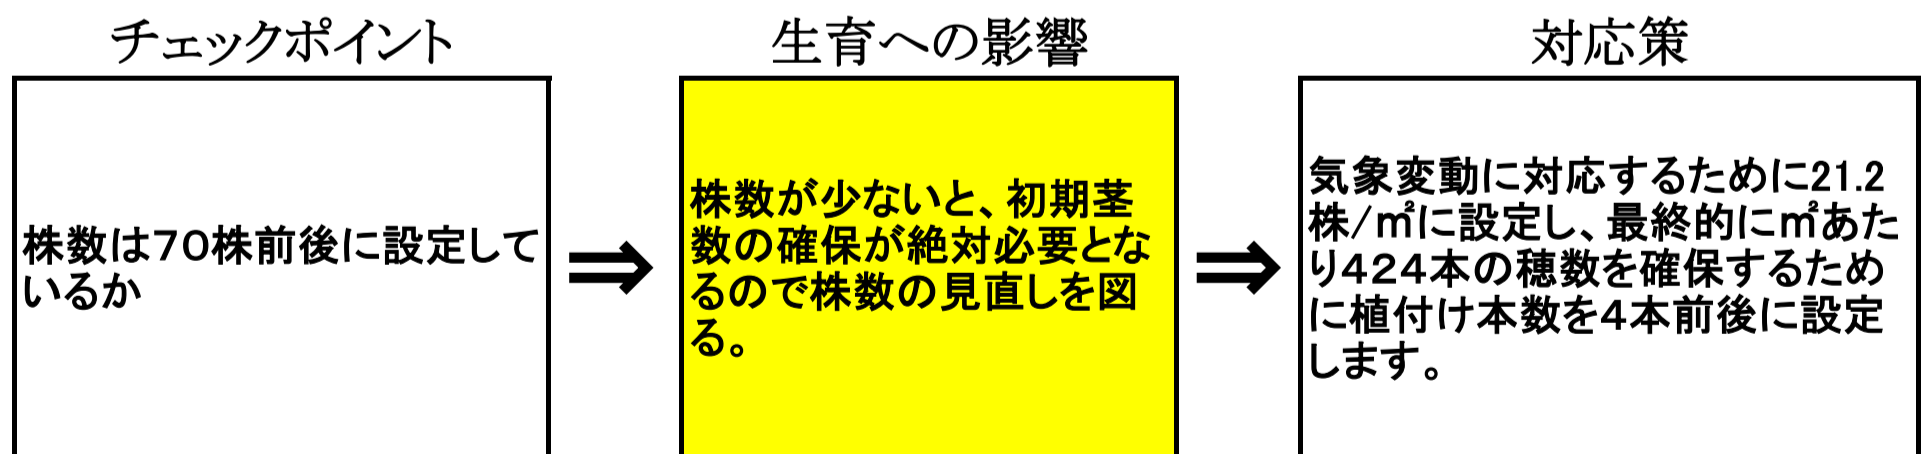 チェックポイント
生育への影響
対応策
株数は70株前後に設定して
いるか
⇒
株数が少ないと、初期茎
数の確保が絶対必要とな
るので株数の見直しを図
る。
⇒
気象変動に対応するために21.2
株/㎡に設定し、最終的に㎡あた
り424本の穂数を確保するため
に植付け本数を4本前後に設定
します。